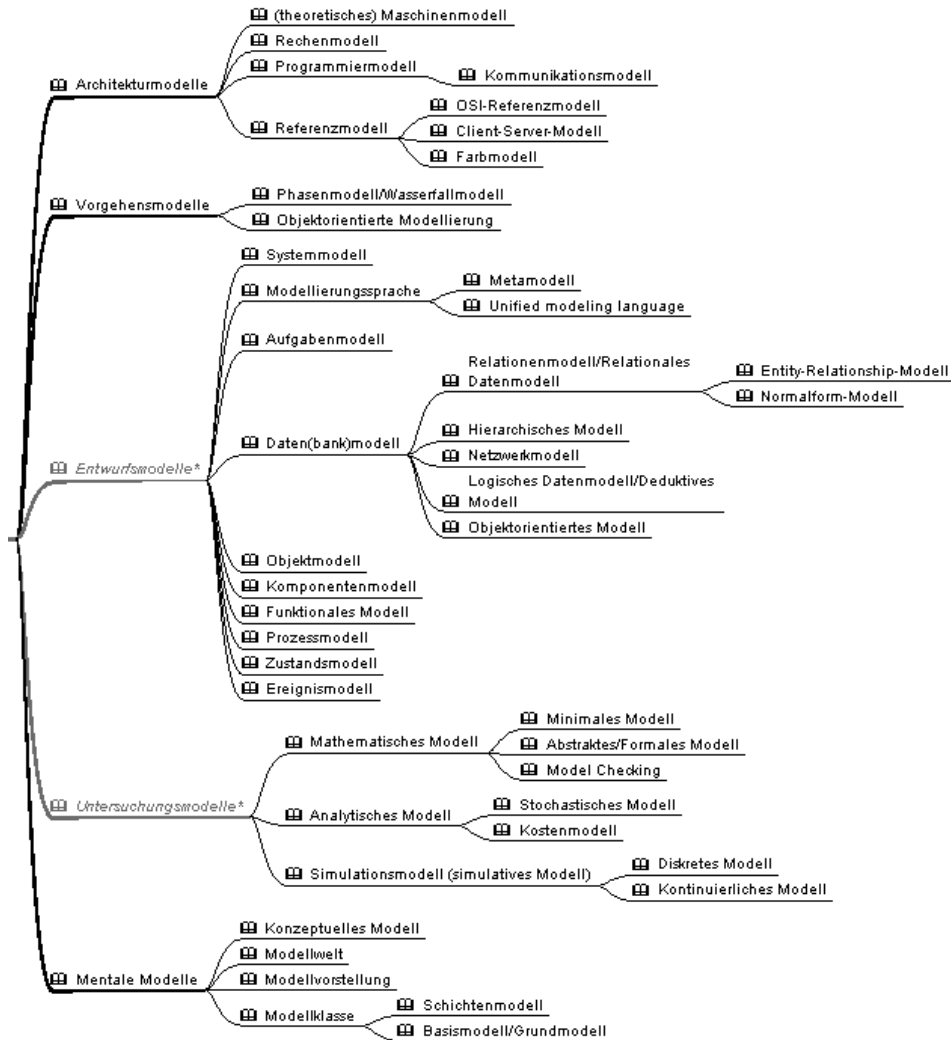 (theoretisches) Maschinenmodell
Rechenmodell
Programmiermodell
Kommunikationsmodell
Architekturmodelle
OSI-Referenzmodell
Referenzmodell
Client-Server-Modell
Farbmodell
Phasenmodell/Wasserfallmodell
Vorgehensmodelle
Objektorientierte Modellierung
Systemmodell
Metamodell
Modellierungssprache
Unified modeling language
Aufgabenmodell
Relationenmodell/Relationales
Datenmodell
Entity-Relationship-Modell
Normalform-Modell
Hierarchisches Modell
Daten(bank)modell
Netzwerkmodell
Logisches Datenmodell/Deduktives
Modell
Objektorientiertes Modell
Entwurfsmodelle*
Objektmodell
Komponentenmodell
Funktionales Modell
Prozessmodell
Zustandsmodell
Ereignismodell
Minimales Modell
Mathematisches Modell
Abstraktes/Formales Modell
Model Checking
Untersuchungsmodelle*
Stochastisches Modell
Analytisches Modell
Kostenmodell
Diskretes Modell
Simulationsmodell (simulatives Modell)
Kontinuierliches Modell
Konzeptuelles Modell
Modellwelt
Mentale Modelle
Modellvorstellung
Schichtenmodell
Modellklasse
Basismodell/Grundmodell